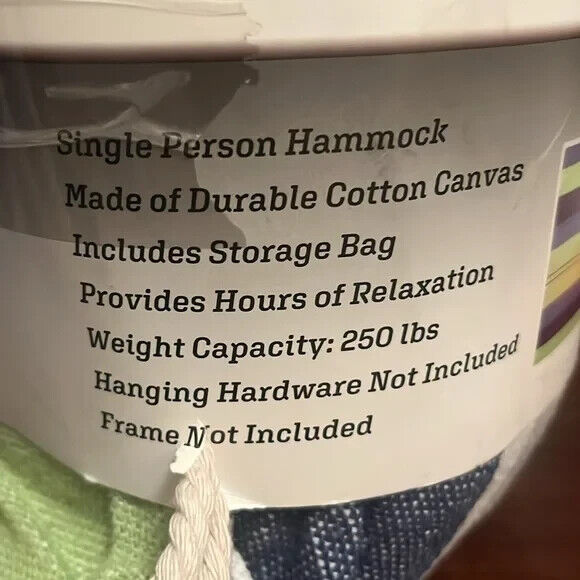 Single Person Hammock
Made of Durable Cotton Canvas
Includes Storage Bag
Provides Hours of Relaxation
Weight Capacity: 250 lbs
Hanging Hardware Not Included
Frame Not Included